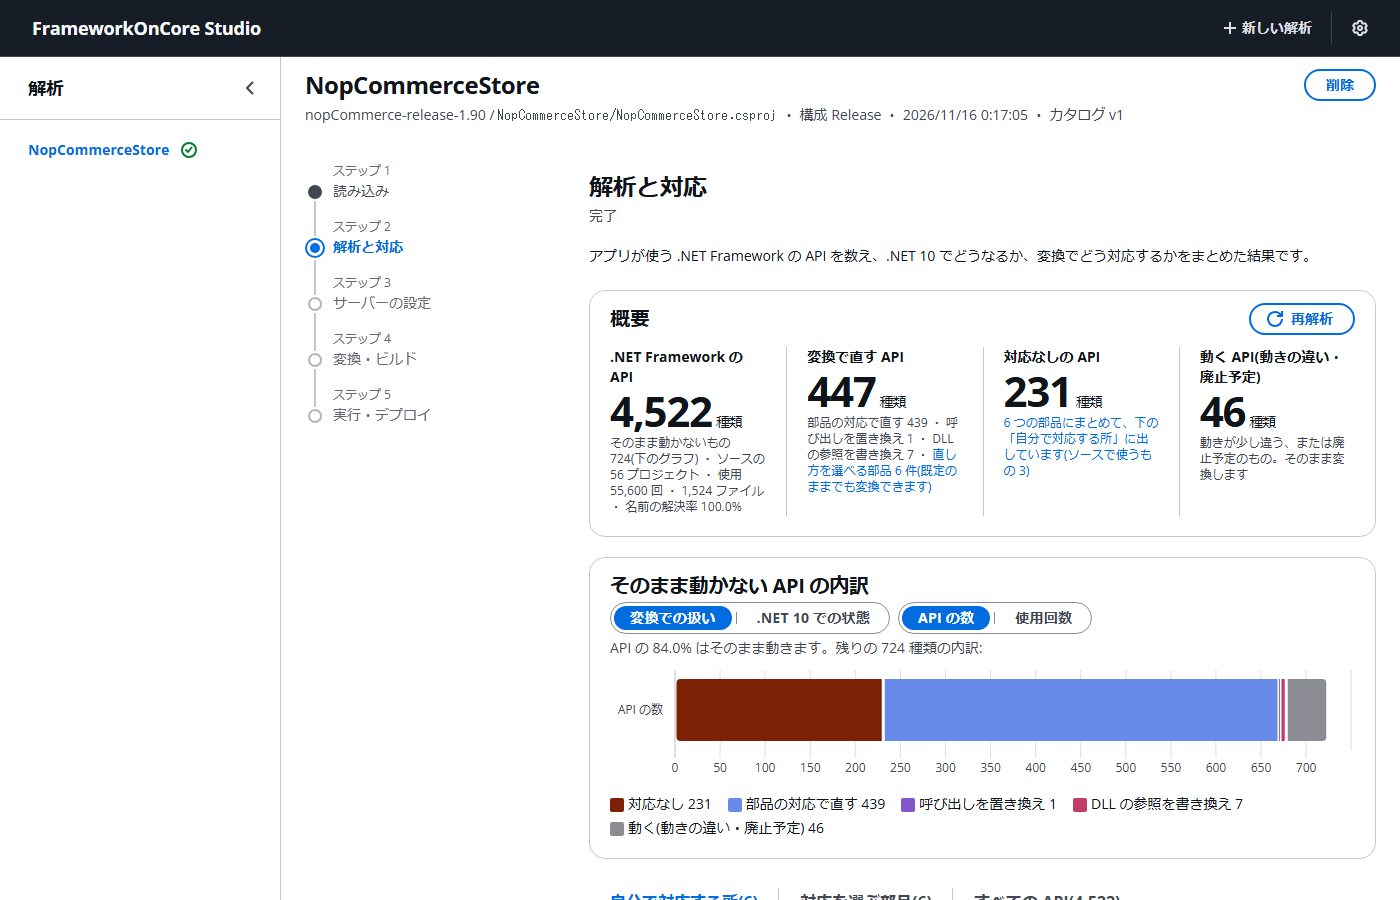 FrameworkOnCore Studio
新しい解析
解析
NopCommerceStore
NopCommerceStore
削除
nopCommerce-release-1.90 / NopCommerceStore/NopCommerceStore.csproj ・ 構成 Release ・ 2026/11/16 0:17:05 ・ カタログ v1
ステップ 1
読み込み
ステップ 2
解析と対応
ステップ 3
サーバーの設定
ステップ 4
変換・ビルド
ステップ 5
実行・デプロイ
解析と対応
完了
アプリが使う .NET Framework の API を数え、.NET 10 でどうなるか、変換でどう対応するかをまとめた結果です。
概要
再解析
.NET Framework の
API
4,522 種類
そのまま動かないもの
724(下のグラフ) ・ ソースの
56 プロジェクト ・ 使用
55,600 回 ・ 1,524 ファイル
・ 名前の解決率 100.0%
変換で直す API
447 種類
部品の対応で直す 439 ・ 呼
び出しを置き換え 1 ・ DLL
の参照を書き換え 7 ・ 直し
方を選べる部品 6 件(既定の
ままでも変換できます)
対応なしの API
231 種類
6 つの部品にまとめて、下の
「自分で対応する所」に出
しています(ソースで使うも
の 3)
動く API(動きの違い・
廃止予定)
46 種類
動きが少し違う、または廃
止予定のもの。そのまま変
換します
そのまま動かない API の内訳
変換での扱い
.NET 10 での状態
API の数
使用回数
API の 84.0% はそのまま動きます。残りの 724 種類の内訳:
API の数
0 50 100 150 200 250 300 350 400 450 500 550 600 650 700
対応なし 231 部品の対応で直す 439 呼び出しを置き換え 1 DLL の参照を書き換え 7
動く(動きの違い・廃止予定) 46
自分で対応する所(6) 対応を選ぶ部品(6) すべての API(4,522)